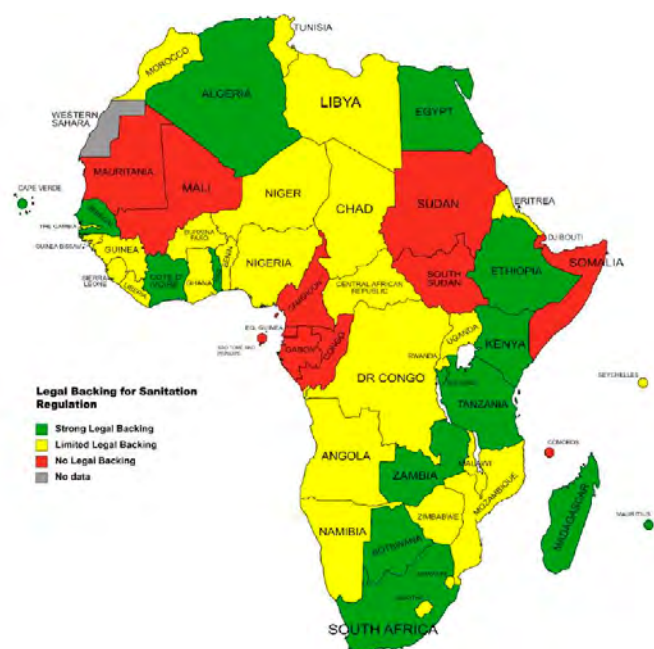 TUNISIA
MOROCCO
ALGERIA
LIBYA
EGYPT
WESTERN
SAHARA
MAURITANIA
MALI
NIGER
CHAD
SUDAN
ERITREA
CAPE VERDE
SENEGAL
THE GAMBIA
GUINEA-BISSAU
GUINEA
BURKINA
FASO
BENIN
NIGERIA
DJIBOUTI
SOMALIA
ETHIOPIA
SOUTH
SUDAN
SIERRA
LEONE
LIBERIA
COTE D'
IVOIRE
GHANA
CENTRAL AFRICAN
REPUBLIC
CAMEROON
EQ. GUINEA
SAO TOME AND
PRINCIPE
GABON
CONGO
UGANDA
KENYA
RWANDA
DR CONGO
BURUNDI
TANZANIA
SEYCHELLES
Legal Backing for Sanitation
Regulation
Strong Legal Backing
Limited Legal Backing
No Legal Backing
No data
ANGOLA
ZAMBIA
MALAWI
COMOROS
MOZAMBIQUE
ZIMBABWE
MADAGASCAR
MAURITIUS
NAMIBIA
BOTSWANA
LESOTHO
SOUTH AFRICA